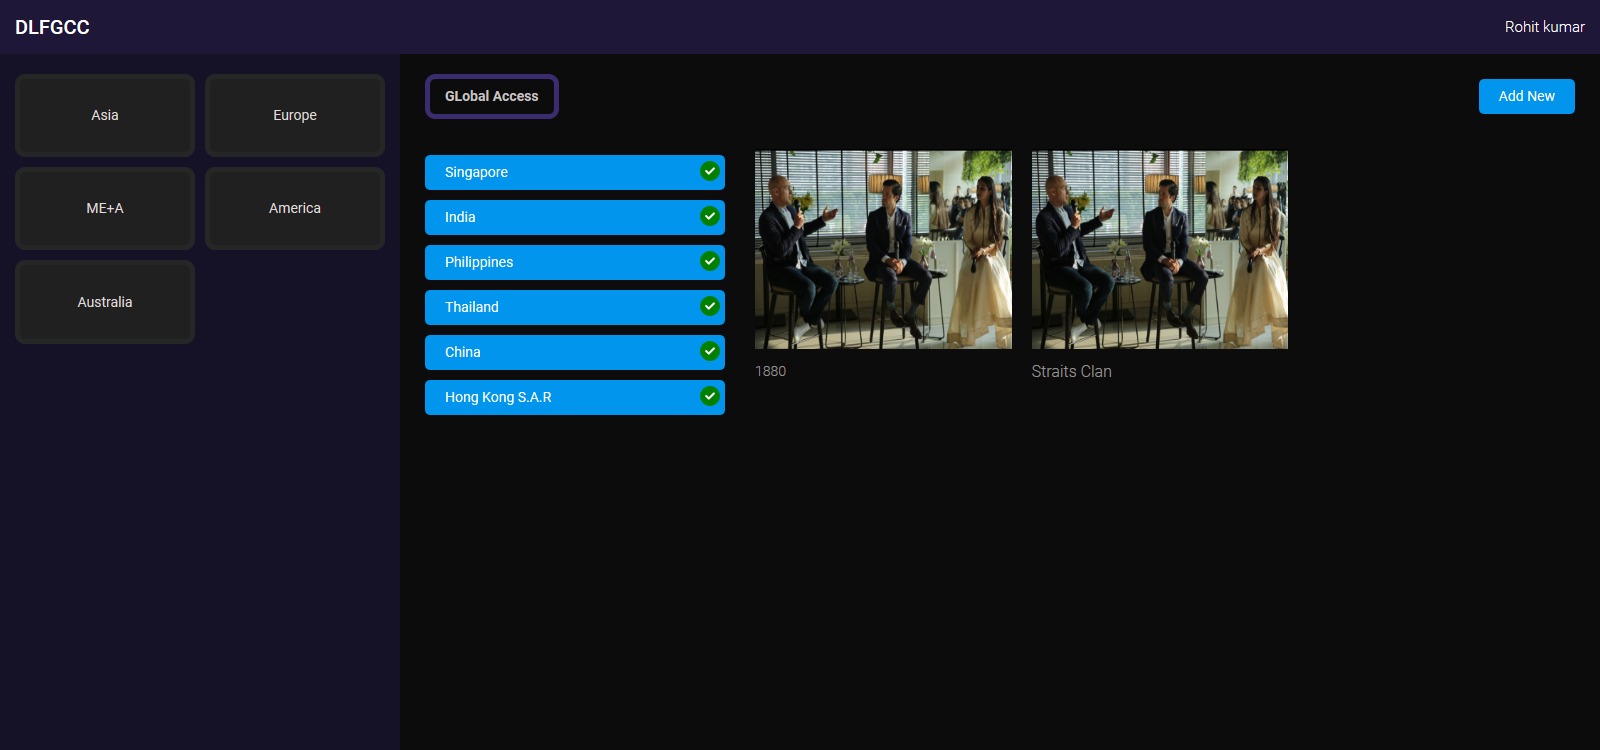 DLFGCC
Rohit kumar
Asia
Europe
ME+A
America
Australia
GLobal Access
Add New
Singapore
India
Philippines
Thailand
China
Hong Kong S.A.R
1880
Straits Clan